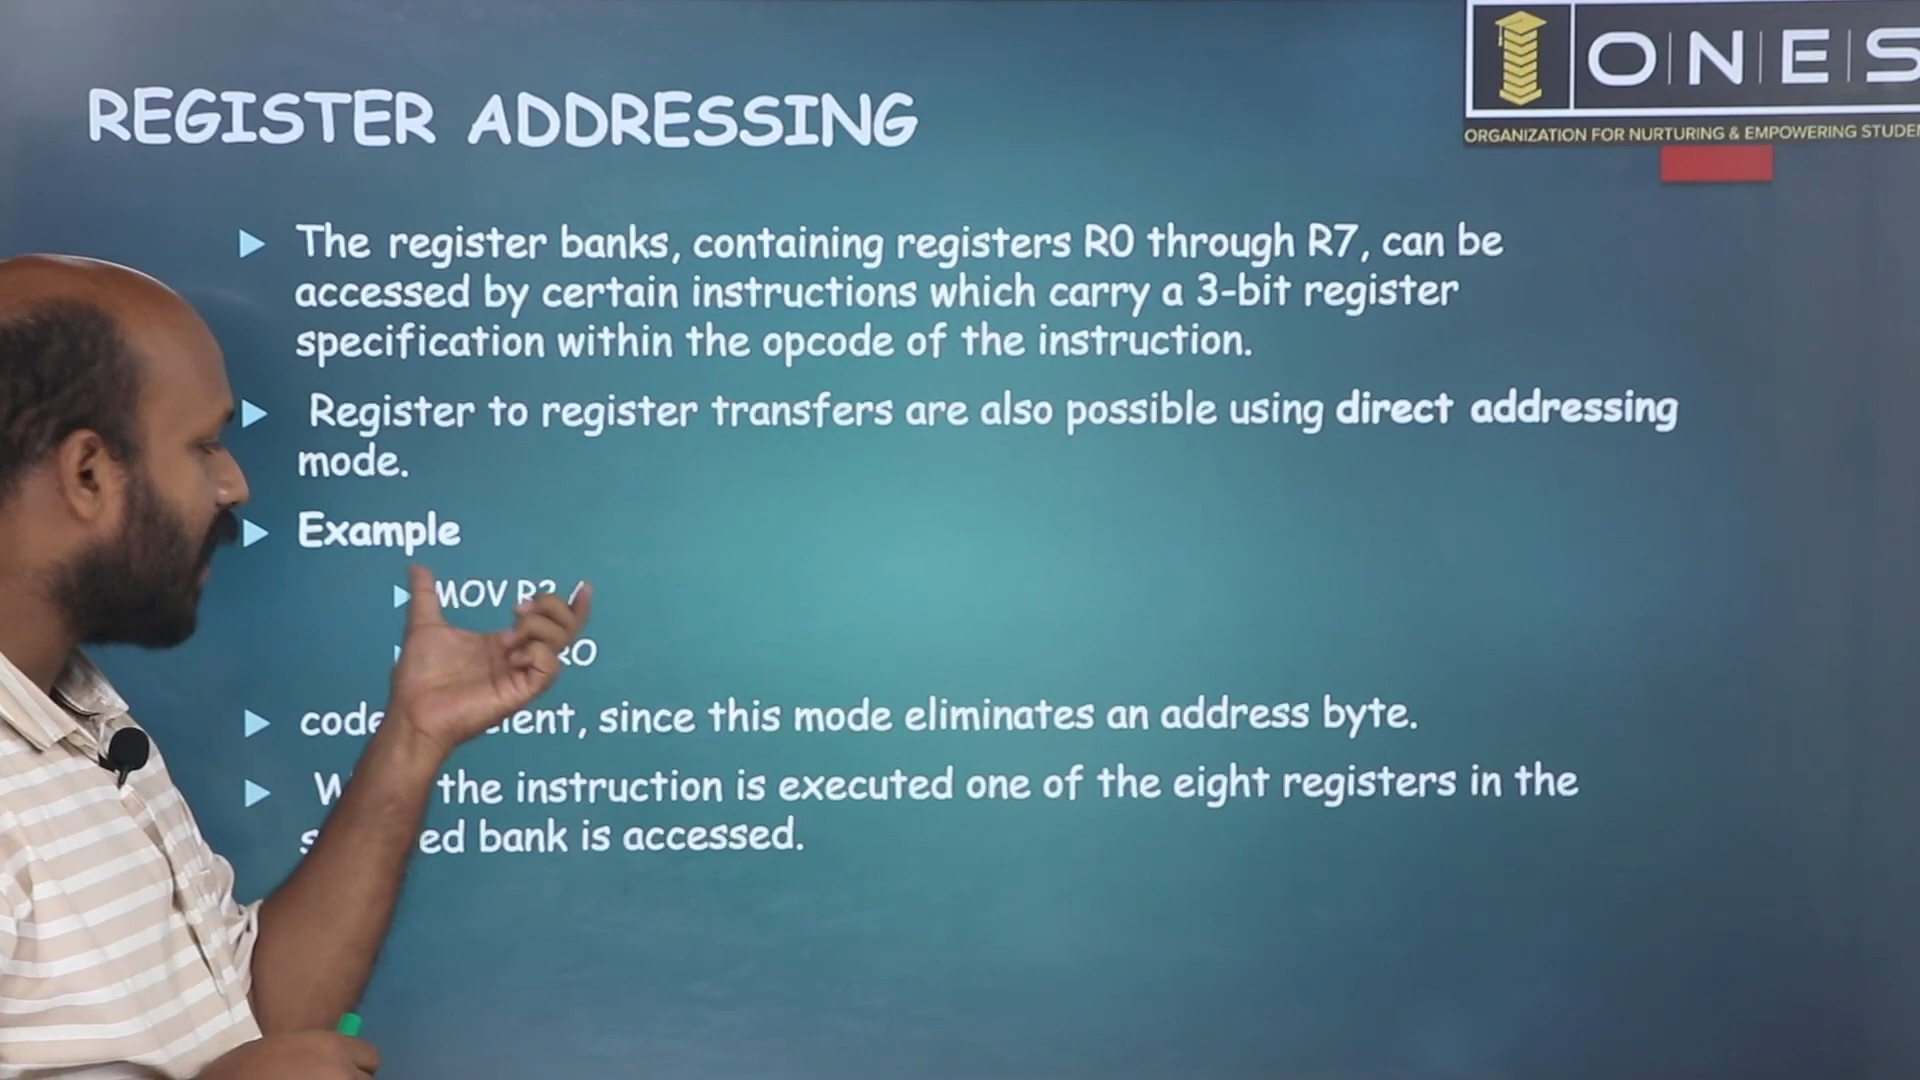 ONES
ORGANIZATION FOR NURTURING & EMPOWERING
REGISTER ADDRESSING
The register banks, containing registers R0 through R7, can be
accessed by certain instructions which carry a 3-bit register
specification within the opcode of the instruction.
Register to register transfers are also possible using direct addressing
mode.
Example
MOV
code since this mode eliminates an address byte.
the instruction is executed one of the eight registers in the
bank is accessed.